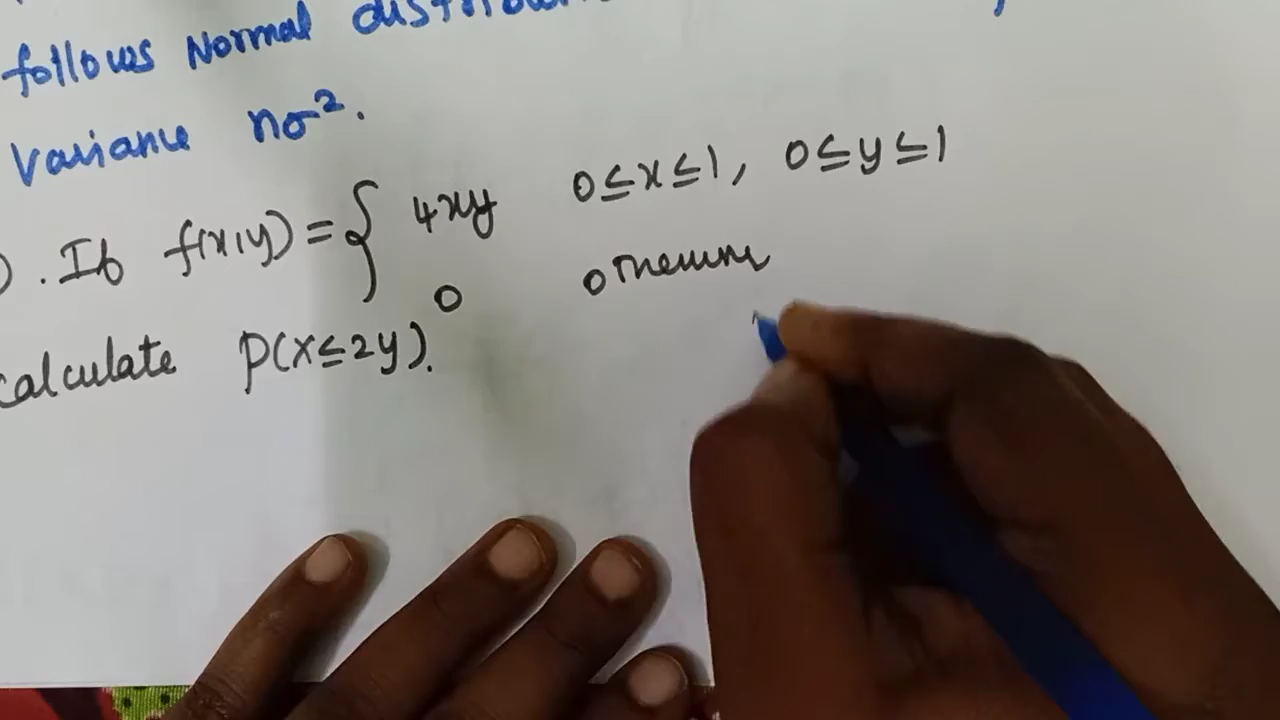 follows Normal
Variance nσ².
). If f(x,y) = { 4xy 0≤x≤1, 0≤y≤1
0 otherwise
calculate P(X≤2Y).